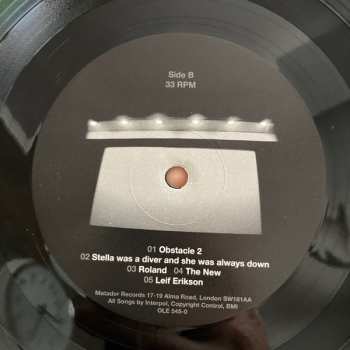 Side B
33 RPM
01 Obstacle 2
02 Stella was a diver and she was always down
03 Roland 04 The New
05 Leif Erikson
Matador Records 17-19 Alma Road, London SW181AA
All Songs by Interpol, Copyright Control, BMI
OLE 545-0